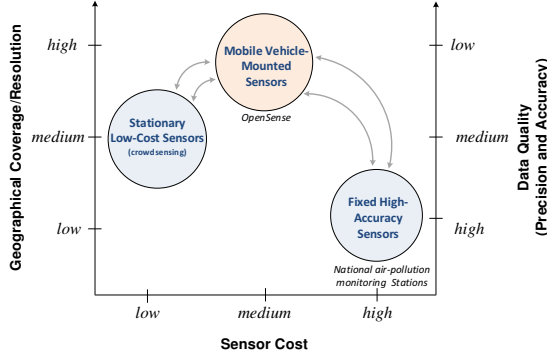 Geographical Coverage/Resolution
high
medium
low
Mobile Vehicle-
Mounted
Sensors
OpenSense
Stationary
Low-Cost Sensors
(crowdsensing)
Fixed High-
Accuracy
Sensors
National air-pollution
monitoring Stations
low
medium
high
Data Quality
(Precision and Accuracy)
low
medium
high
Sensor Cost